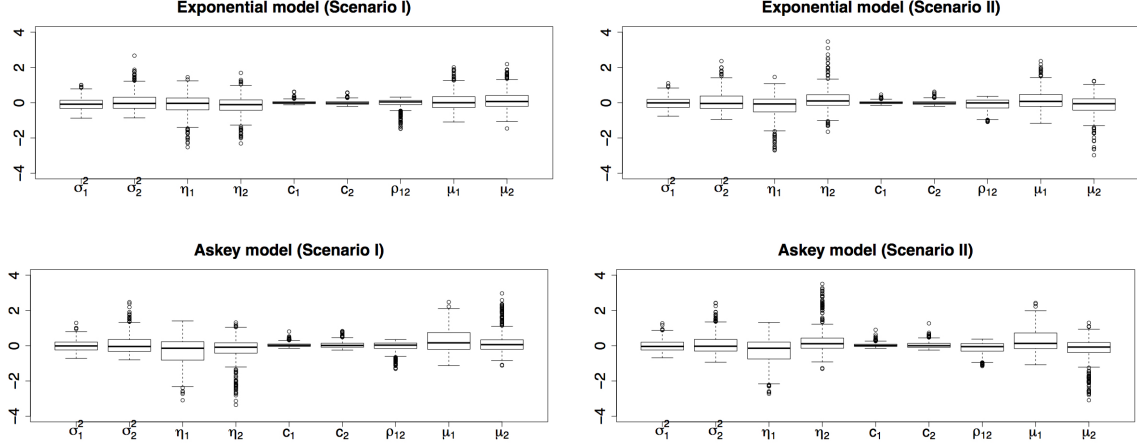 Exponential model (Scenario I)
4
2
0
-2
-4
σ₁² σ₂² η₁ η₂ c₁ c₂ ρ₁₂ μ₁ μ₂
Exponential model (Scenario II)
4
2
0
-2
-4
σ₁² σ₂² η₁ η₂ c₁ c₂ ρ₁₂ μ₁ μ₂
Askey model (Scenario I)
4
2
0
-2
-4
σ₁² σ₂² η₁ η₂ c₁ c₂ ρ₁₂ μ₁ μ₂
Askey model (Scenario II)
4
2
0
-2
-4
σ₁² σ₂² η₁ η₂ c₁ c₂ ρ₁₂ μ₁ μ₂